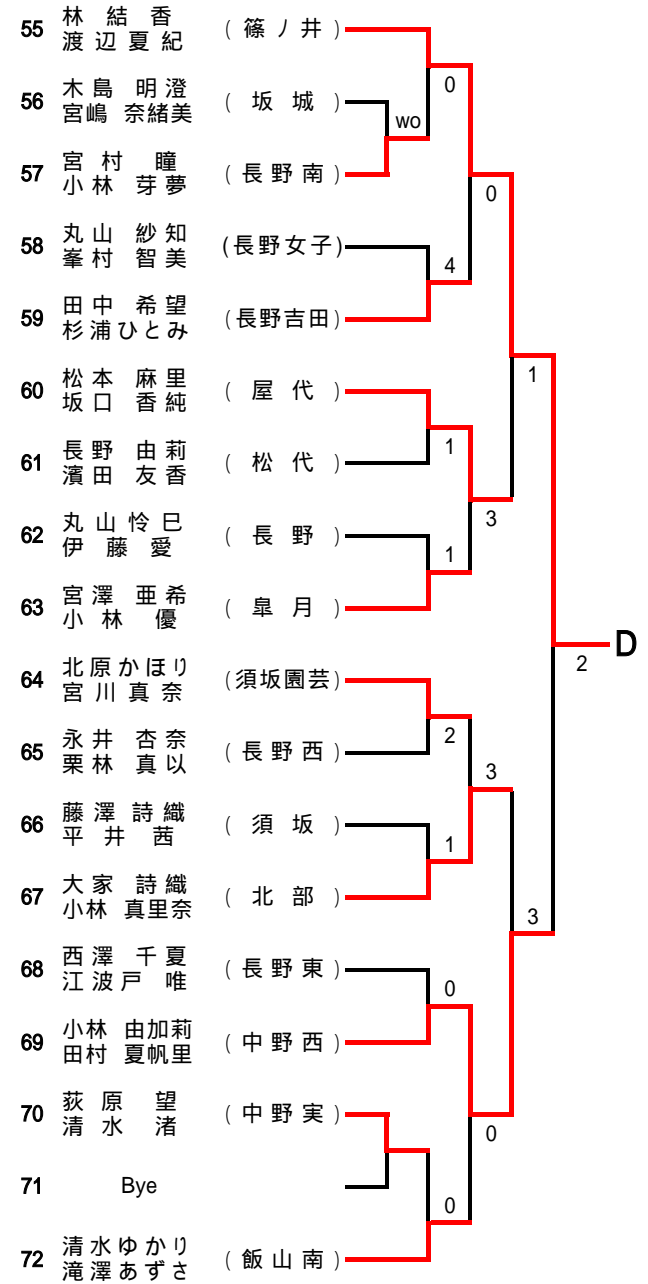 55 林 結 香 渡 辺 夏 紀 ( 篠 ノ 井 )
0
56 木 島 明 澄 宮 嶋 奈緒美 ( 坂 城 )
wo
57 宮 村 瞳 小 林 芽 夢 ( 長 野 南 )
0
58 丸 山 紗 知 峯 村 智 美 (長野女子)
4
59 田 中 希 望 杉 浦 ひ と み (長野吉田)
1
60 松 本 麻 里 坂 口 香 純 ( 屋 代 )
1
61 長 野 由 莉 濱 田 友 香 ( 松 代 )
3
62 丸 山 怜 巳 伊 藤 愛 ( 長 野 )
1
63 宮 澤 亜 希 小 林 優 ( 皐 月 )
D
2
64 北 原 か ほ り 宮 川 真 奈 (須坂園芸)
2
65 永 井 杏 奈 栗 林 真 以 ( 長 野 西 )
3
66 藤 澤 詩 織 平 井 茜 ( 須 坂 )
1
67 大 家 詩 織 小林 真里奈 ( 北 部 )
3
68 西 澤 千 夏 江 波 戸 唯 ( 長 野 東 )
0
69 小林 由加莉 田村 夏帆里 ( 中 野 西 )
70 荻 原 望 清 水 渚 ( 中 野 実 )
0
71 Bye
0
72 清 水 ゆ か り 滝 澤 あ ず さ ( 飯 山 南 )